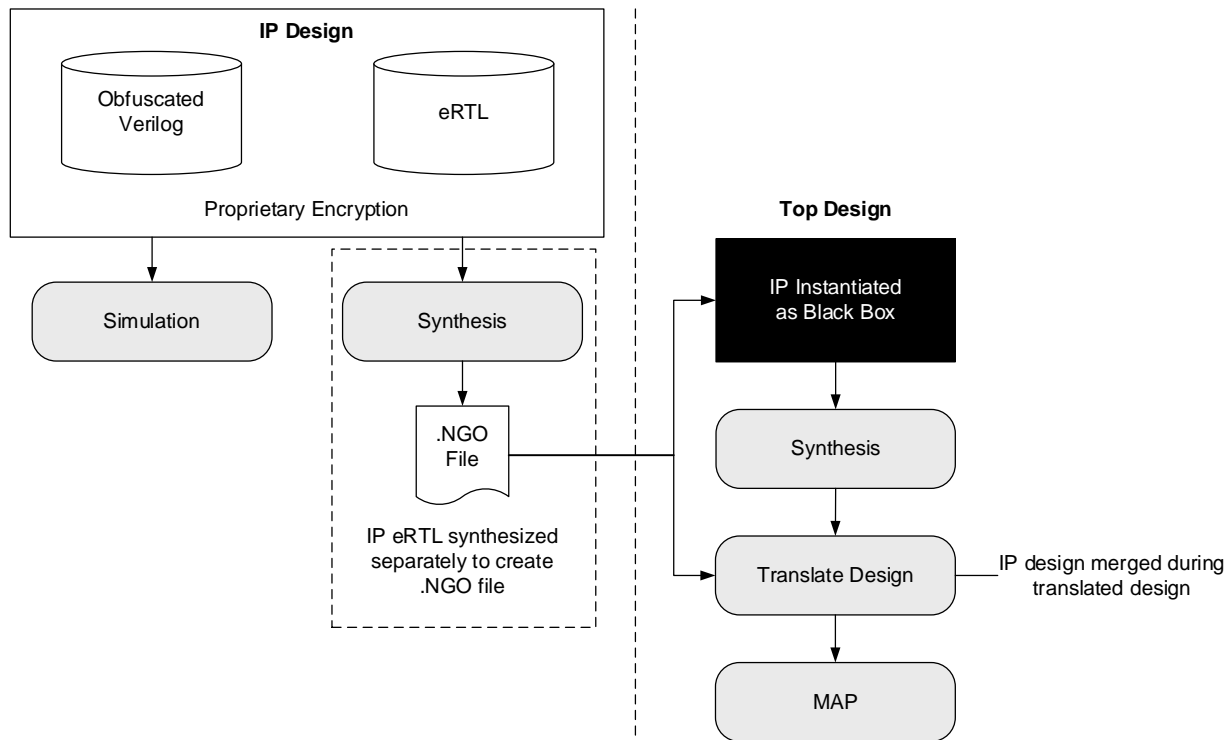 IP Design
Obfuscated
Verilog
eRTL
Proprietary Encryption
Simulation
Synthesis
.NGO
File
IP eRTL synthesized
separately to create
.NGO file
Top Design
IP Instantiated
as Black Box
Synthesis
Translate Design
IP design merged during
translated design
MAP